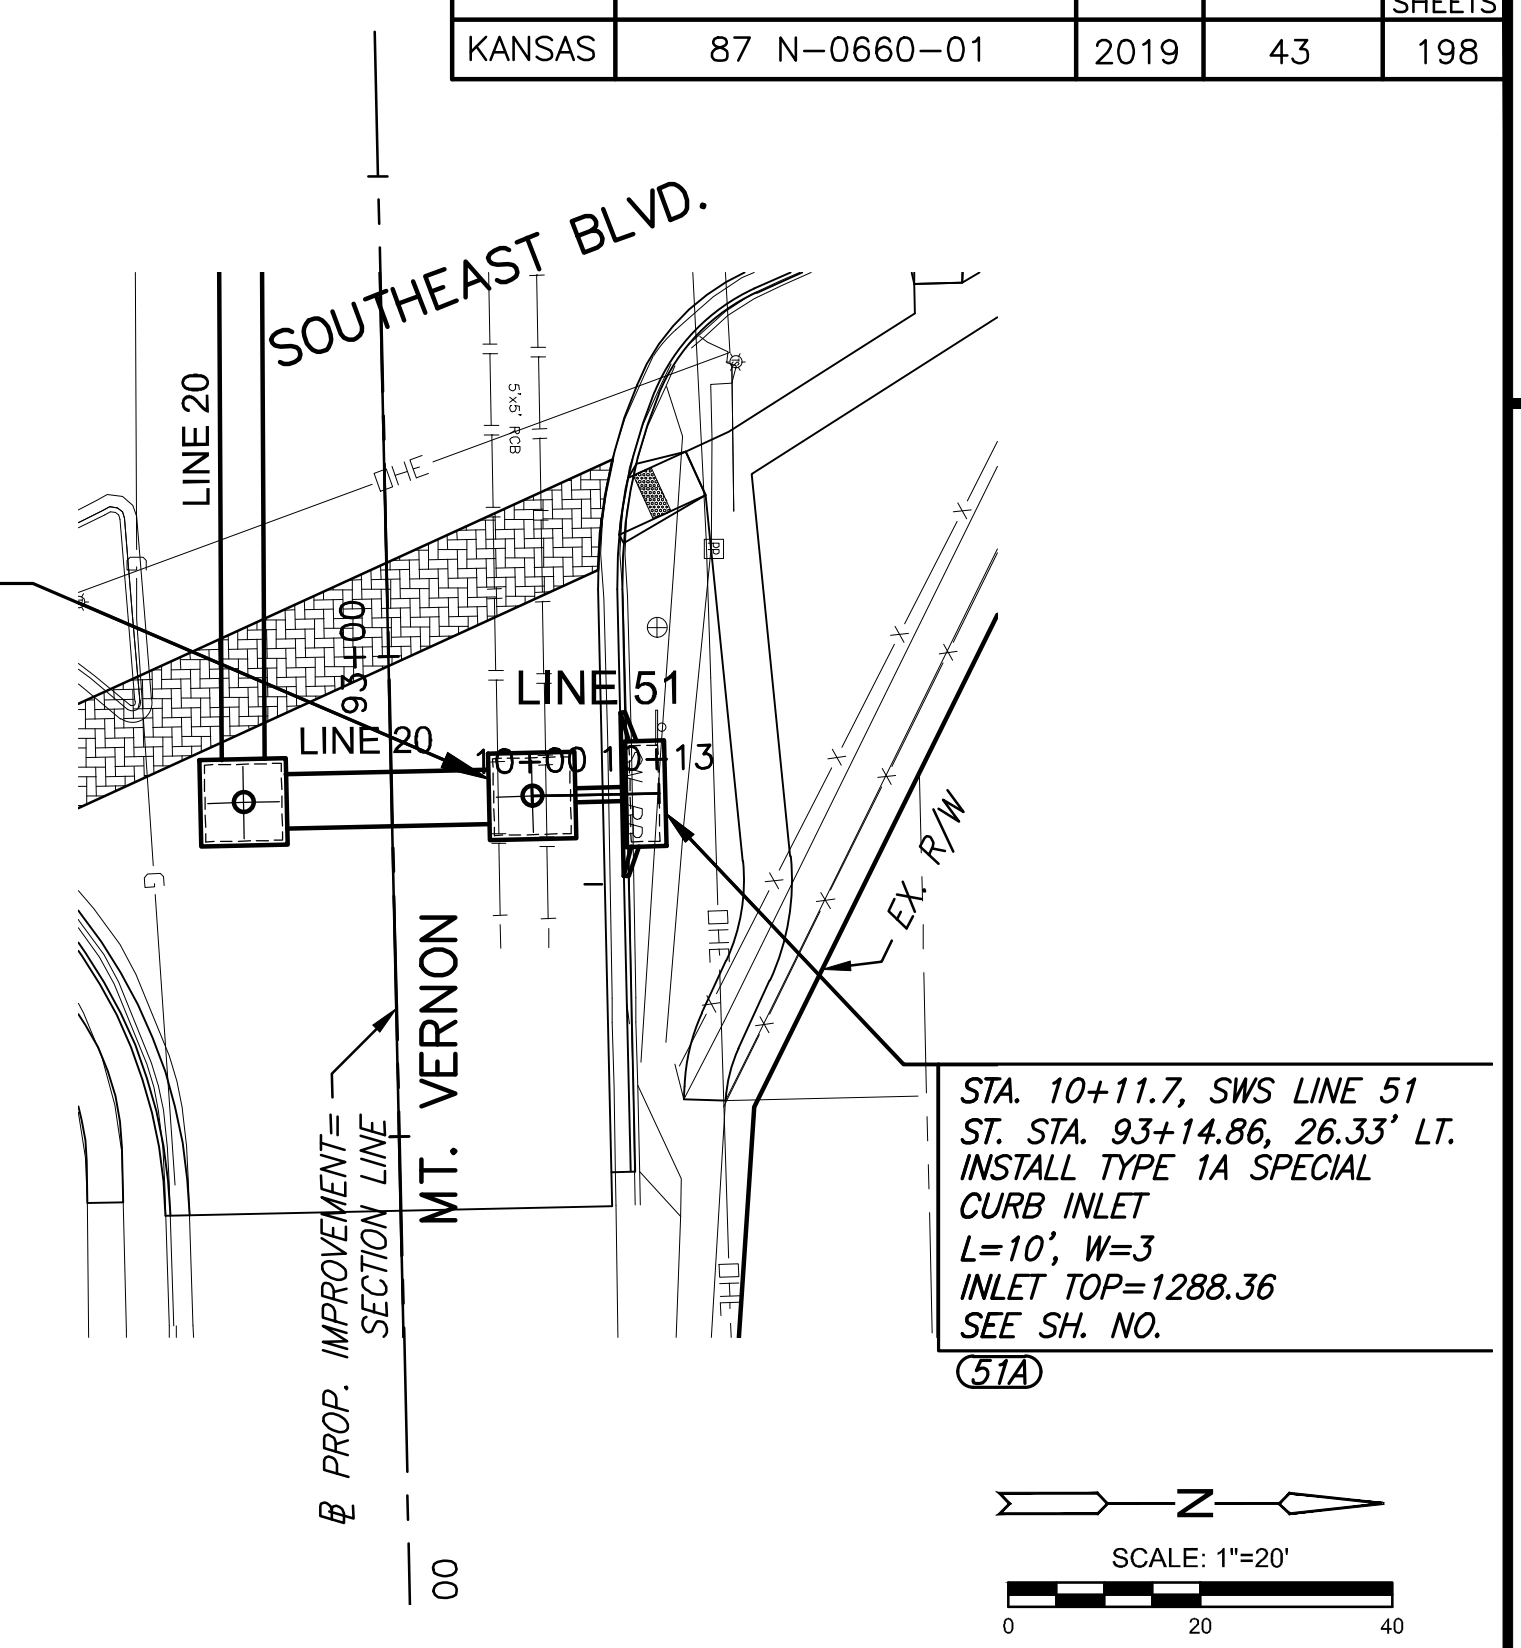 SHEETS
KANSAS 87 N-0660-01 2019 43 198
SOUTHEAST BLVD.
LINE 20
5'x5' RCB
OHE
93+00
PP
LINE 51
LINE 20
10+00 10+13
G
X
X
X
X
X
X
X
X
X
X
EX. R/W
OHE
MT. VERNON
PROP. IMPROVEMENT=
SECTION LINE
OHE
00
STA. 10+11.7, SWS LINE 51
ST. STA. 93+14.86, 26.33' LT.
INSTALL TYPE 1A SPECIAL
CURB INLET
L=10', W=3
INLET TOP=1288.36
SEE SH. NO.
51A
N
SCALE: 1"=20'
0 20 40